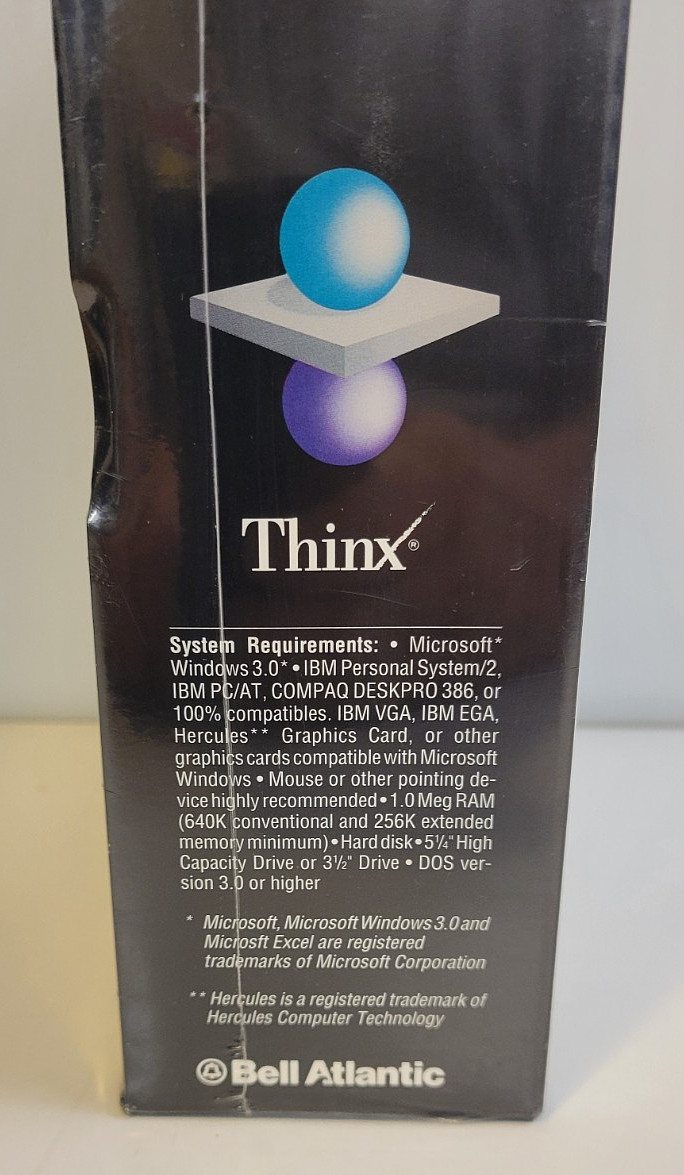 Thinx®
System Requirements: • Microsoft*
Windows 3.0* • IBM Personal System/2,
IBM PC/AT, COMPAQ DESKPRO 386, or
100% compatibles. IBM VGA, IBM EGA,
Hercules** Graphics Card, or other
graphics cards compatible with Microsoft
Windows • Mouse or other pointing de-
vice highly recommended • 1.0 Meg RAM
(640K conventional and 256K extended
memory minimum) • Hard disk • 5¼" High
Capacity Drive or 3½" Drive • DOS ver-
sion 3.0 or higher
* Microsoft, Microsoft Windows 3.0 and
Microsft Excel are registered
trademarks of Microsoft Corporation
** Hercules is a registered trademark of
Hercules Computer Technology
Bell Atlantic